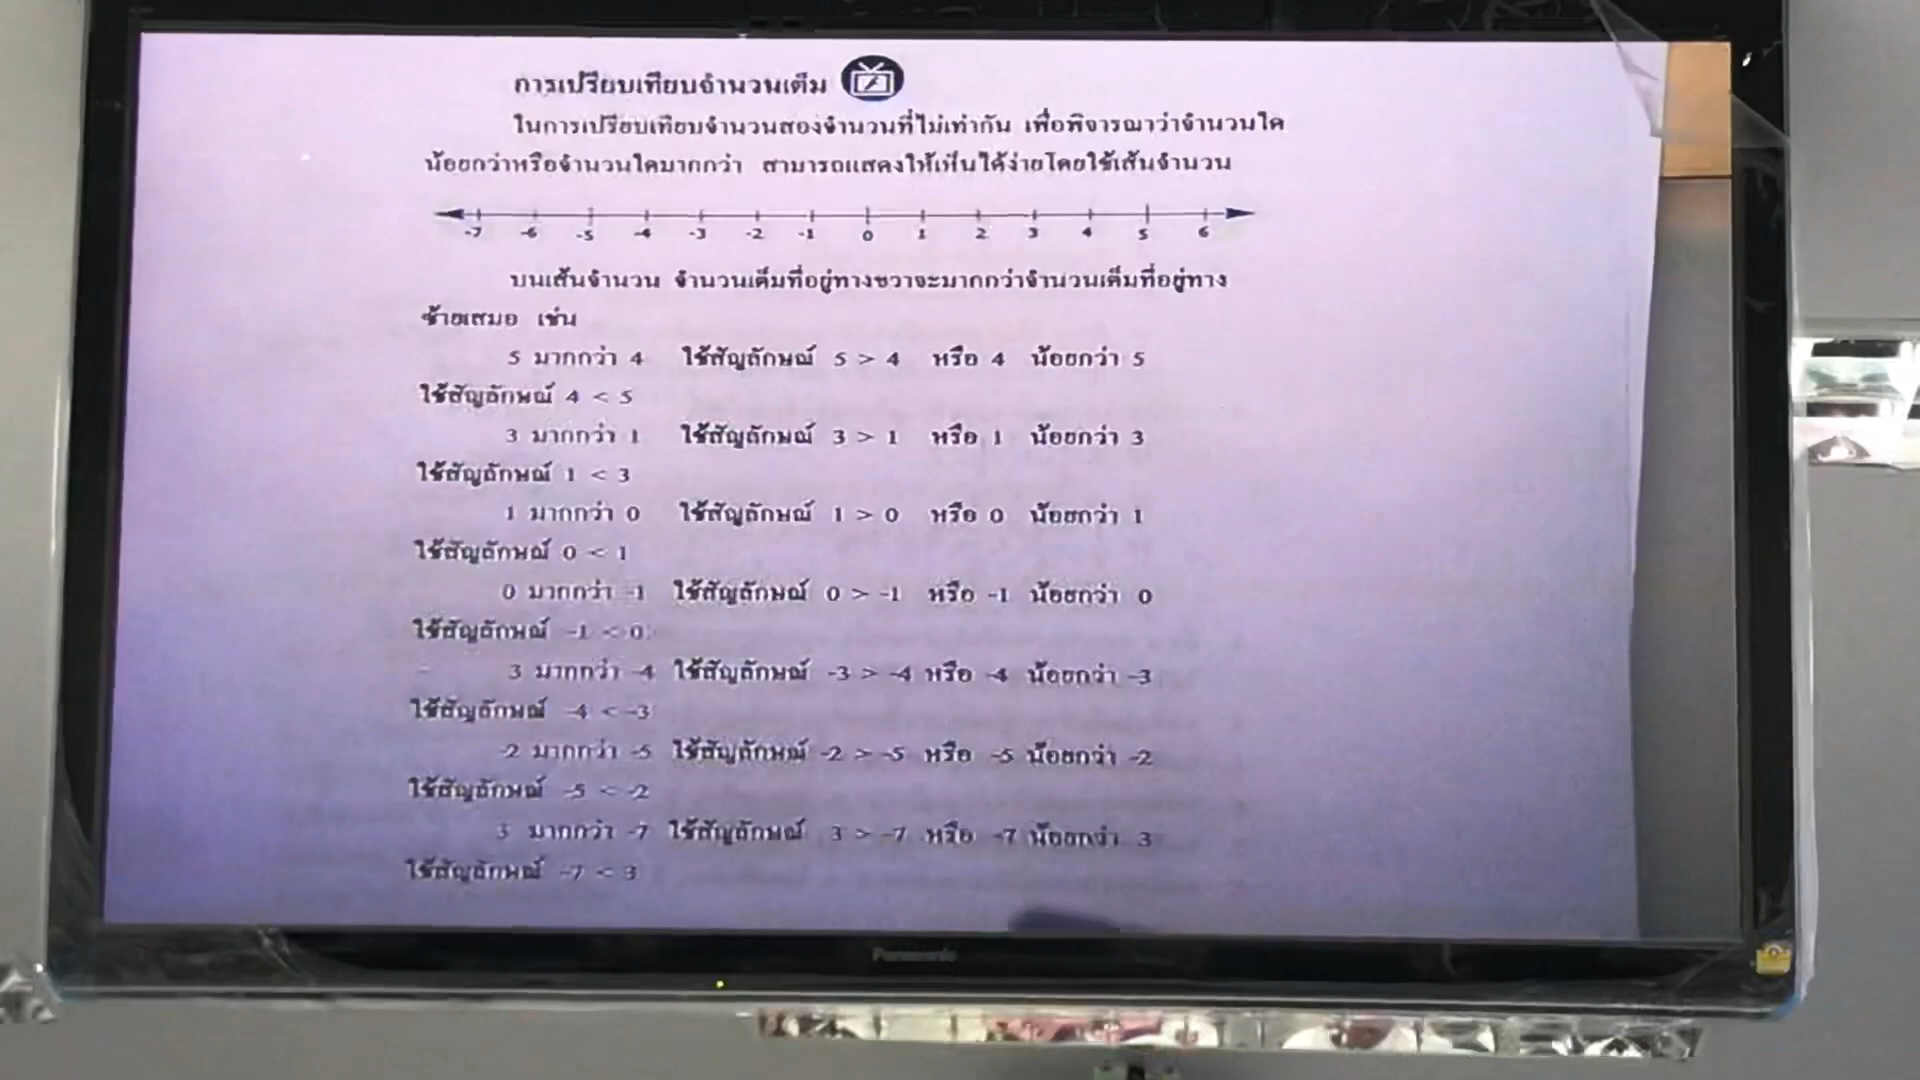 การเปรียบเทียบจำนวนเต็ม
ในการเปรียบเทียบจำนวนสองจำนวนที่ไม่เท่ากัน เพื่อพิจารณาว่าจำนวนใด
น้อยกว่าหรือจำนวนใดมากกว่า สามารถแสดงให้เห็นได้ง่ายโดยใช้เส้นจำนวน
-7 -6 -5 -4 -3 -2 -1 0 1 2 3 4 5 6
บนเส้นจำนวน จำนวนเต็มที่อยู่ทางขวาจะมากกว่าจำนวนเต็มที่อยู่ทาง
ซ้ายเสมอ เช่น
5 มากกว่า 4 ใช้สัญลักษณ์ 5 > 4 หรือ 4 น้อยกว่า 5
ใช้สัญลักษณ์ 4 < 5
3 มากกว่า 1 ใช้สัญลักษณ์ 3 > 1 หรือ 1 น้อยกว่า 3
ใช้สัญลักษณ์ 1 < 3
1 มากกว่า 0 ใช้สัญลักษณ์ 1 > 0 หรือ 0 น้อยกว่า 1
ใช้สัญลักษณ์ 0 < 1
0 มากกว่า -1 ใช้สัญลักษณ์ 0 > -1 หรือ -1 น้อยกว่า 0
ใช้สัญลักษณ์ -1 < 0
3 มากกว่า -4 ใช้สัญลักษณ์ -3 > -4 หรือ -4 น้อยกว่า -3
ใช้สัญลักษณ์ -4 < -3
-2 มากกว่า -5 ใช้สัญลักษณ์ -2 > -5 หรือ -5 น้อยกว่า -2
ใช้สัญลักษณ์ -5 < -2
3 มากกว่า -7 ใช้สัญลักษณ์ 3 > -7 หรือ -7 น้อยกว่า 3
ใช้สัญลักษณ์ -7 < 3
Panasonic